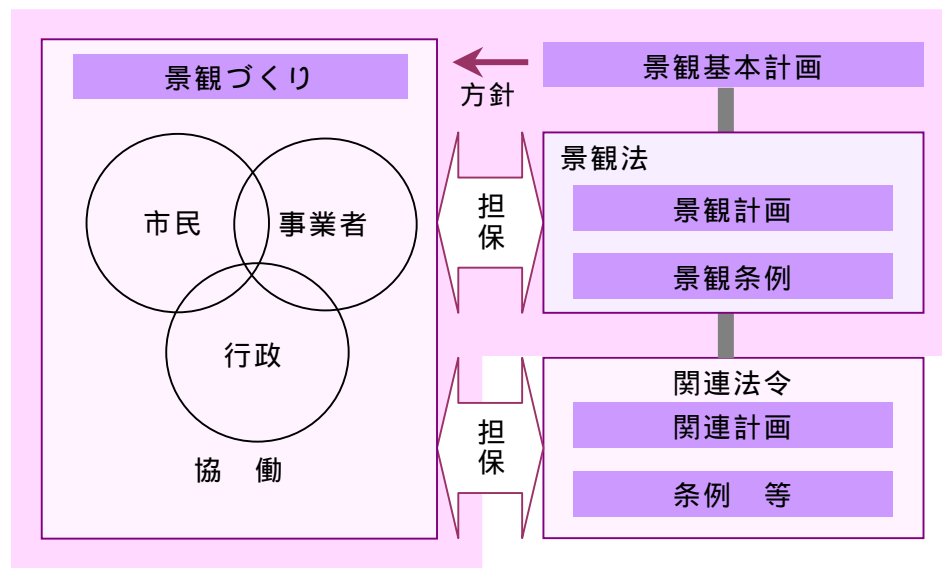 景観づくり
市民
事業者
行政
協　働
方針
担保
担保
景観基本計画
景観法
景観計画
景観条例
関連法令
関連計画
条例　等